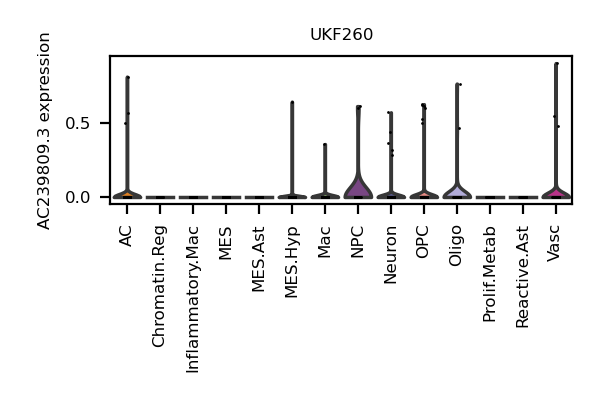 UKF260
AC239809.3 expression
0.5
0.0
AC
Chromatin.Reg
Inflammatory.Mac
MES
MES.Ast
MES.Hyp
Mac
NPC
Neuron
OPC
Oligo
Prolif.Metab
Reactive.Ast
Vasc